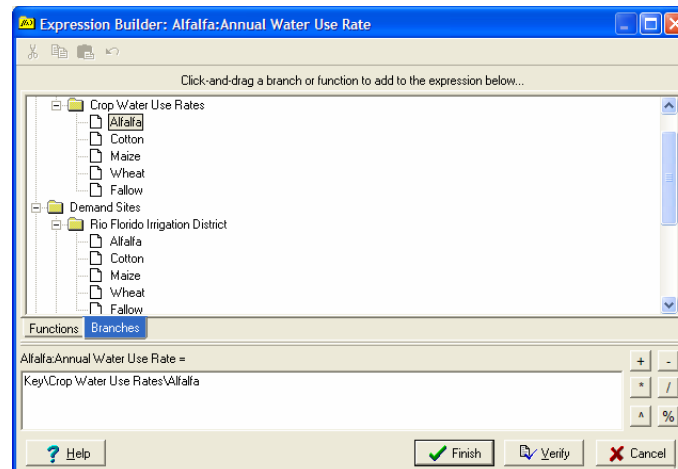 Expression Builder: Alfalfa:Annual Water Use Rate
Click-and-drag a branch or function to add to the expression below...
Crop Water Use Rates
Alfalfa
Cotton
Maize
Wheat
Fallow
Demand Sites
Rio Florido Irrigation District
Alfalfa
Cotton
Maize
Wheat
Fallow
Functions Branches
Alfalfa:Annual Water Use Rate =
+ -
Key\Crop Water Use Rates\Alfalfa
* /
^ %
? Help Finish Verify Cancel